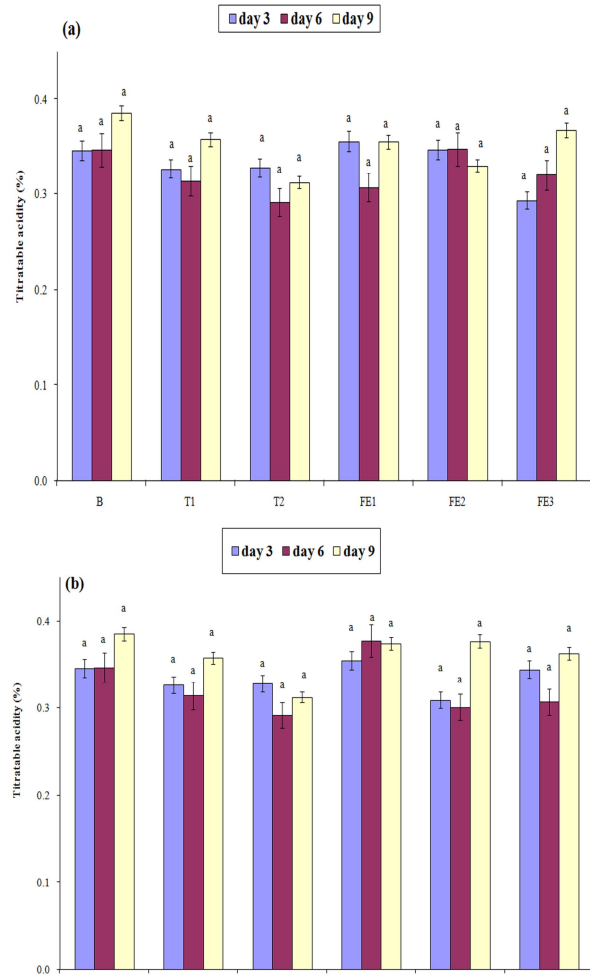 day 3 day 6 day 9
(a)
a a a a a a a a a a a a a a a a a a
Titratable acidity (%)
0.4
0.3
0.2
0.1
0.0
B T1 T2 FE1 FE2 FE3
day 3 day 6 day 9
(b)
a a a a a a a a a a a a a a a a a a
Titratable acidity (%)
0.4
0.3
0.2
0.1
0.0